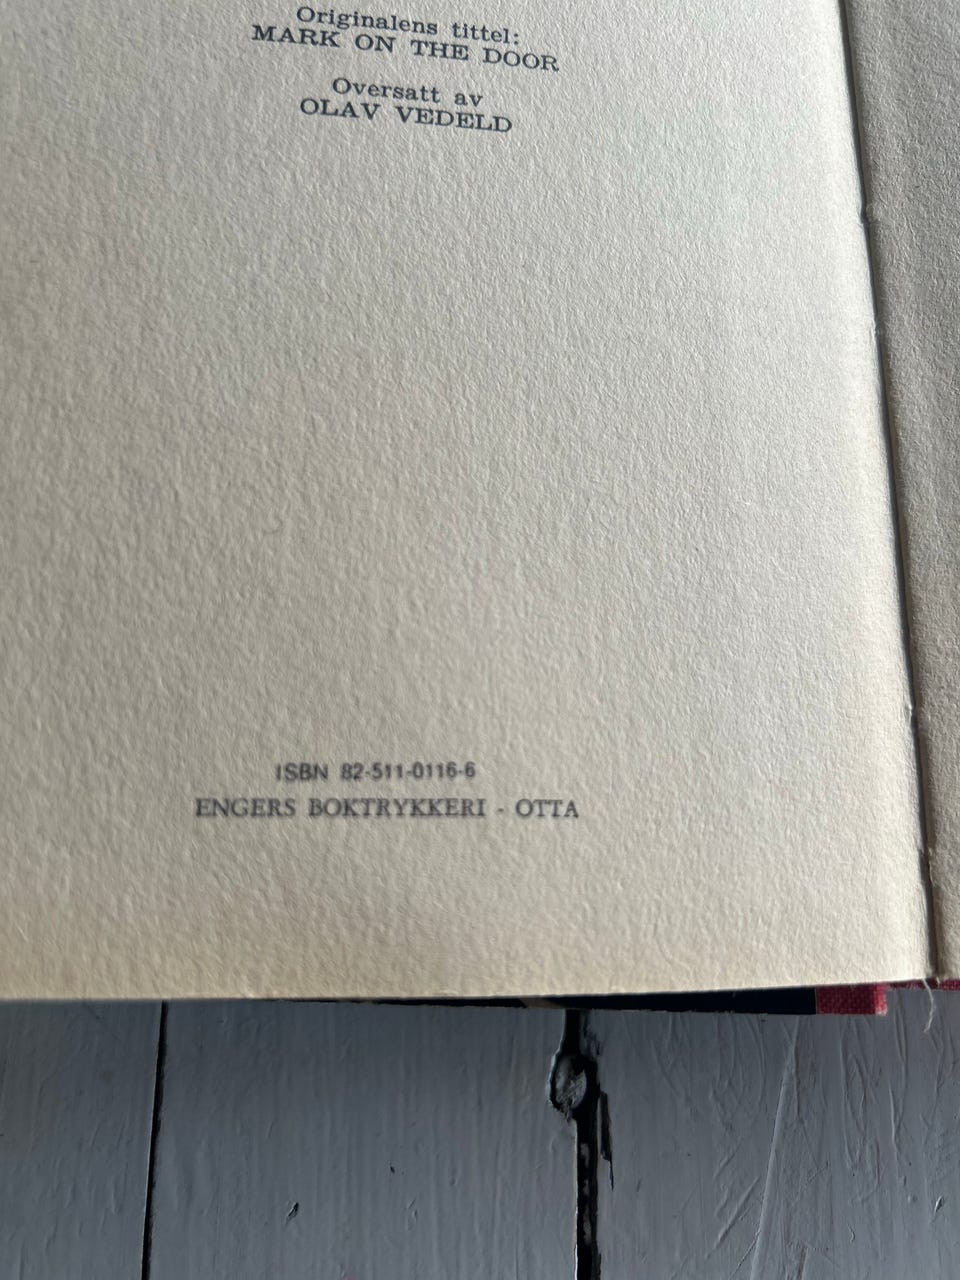 Originalens tittel:
MARK ON THE DOOR
Oversatt av
OLAV VEDELD
ISBN 82-511-0116-6
ENGERS BOKTRYKKERI - OTTA